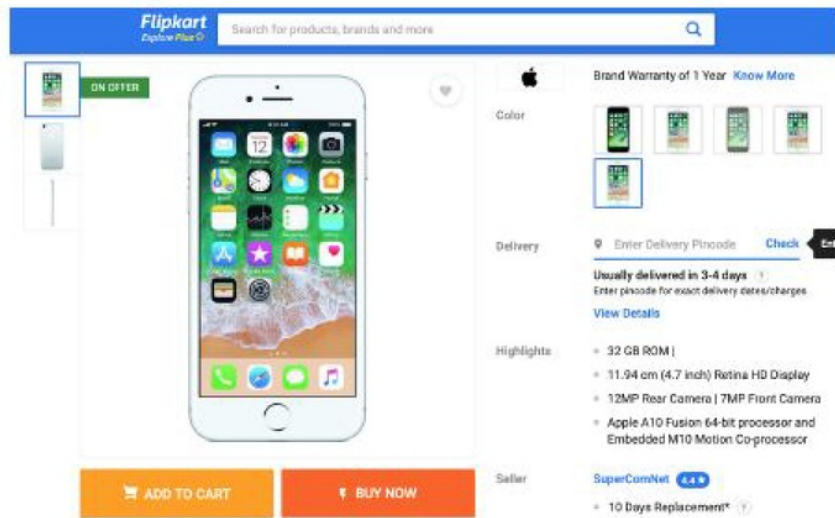 Flipkart
Explore Plus
Search for products, brands and more
ON OFFER
12
ADD TO CART
BUY NOW
Brand Warranty of 1 Year Know More
Color
Delivery
Enter Delivery Pincode Check
Usually delivered in 3-4 days ?
Enter pincode for exact delivery dates/charges
View Details
Highlights
32 GB ROM |
11.94 cm (4.7 inch) Retina HD Display
12MP Rear Camera | 7MP Front Camera
Apple A10 Fusion 64-bit processor and
Embedded M10 Motion Co-processor
Seller
SuperComNet 4.4 ★
10 Days Replacement* ?